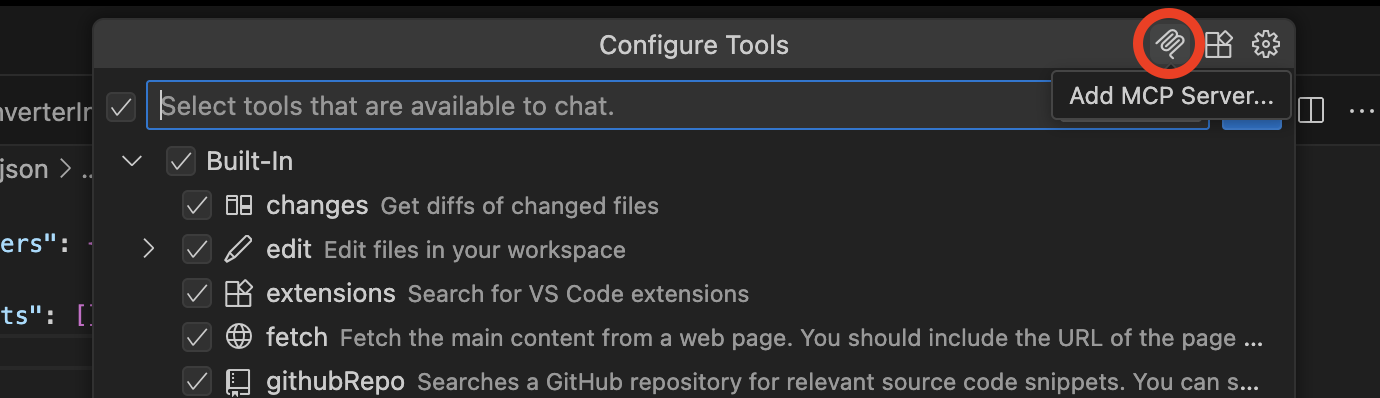 Configure Tools
Select tools that are available to chat.
Add MCP Server...
nverterIn
json > ..
Built-In
changes Get diffs of changed files
ers": {
edit Edit files in your workspace
extensions Search for VS Code extensions
ts": []
fetch Fetch the main content from a web page. You should include the URL of the page ...
githubRepo Searches a GitHub repository for relevant source code snippets. You can s...